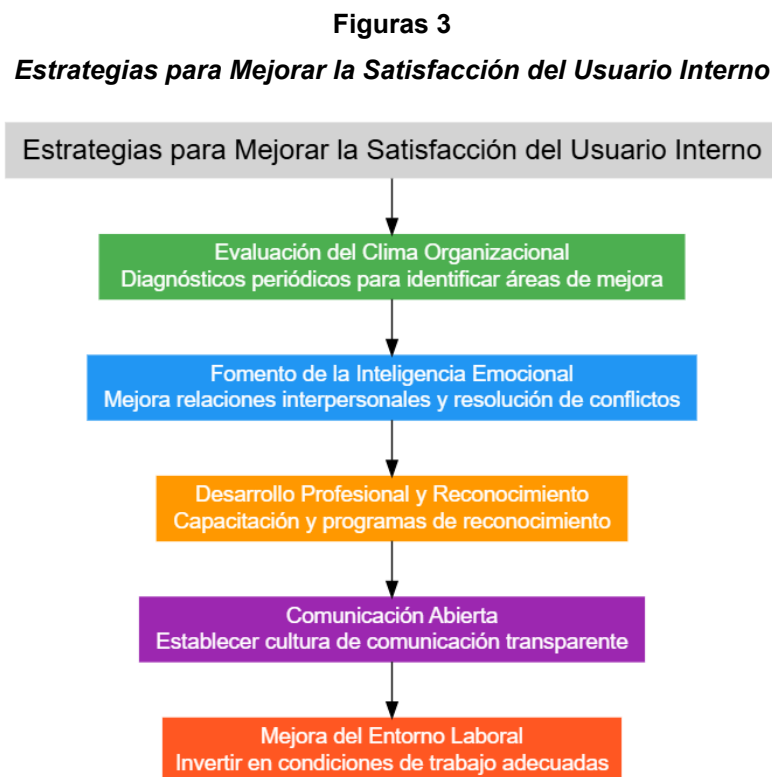 Figuras 3
Estrategias para Mejorar la Satisfacción del Usuario Interno
Estrategias para Mejorar la Satisfacción del Usuario Interno
Evaluación del Clima Organizacional
Diagnósticos periódicos para identificar áreas de mejora
Fomento de la Inteligencia Emocional
Mejora relaciones interpersonales y resolución de conflictos
Desarrollo Profesional y Reconocimiento
Capacitación y programas de reconocimiento
Comunicación Abierta
Establecer cultura de comunicación transparente
Mejora del Entorno Laboral
Invertir en condiciones de trabajo adecuadas